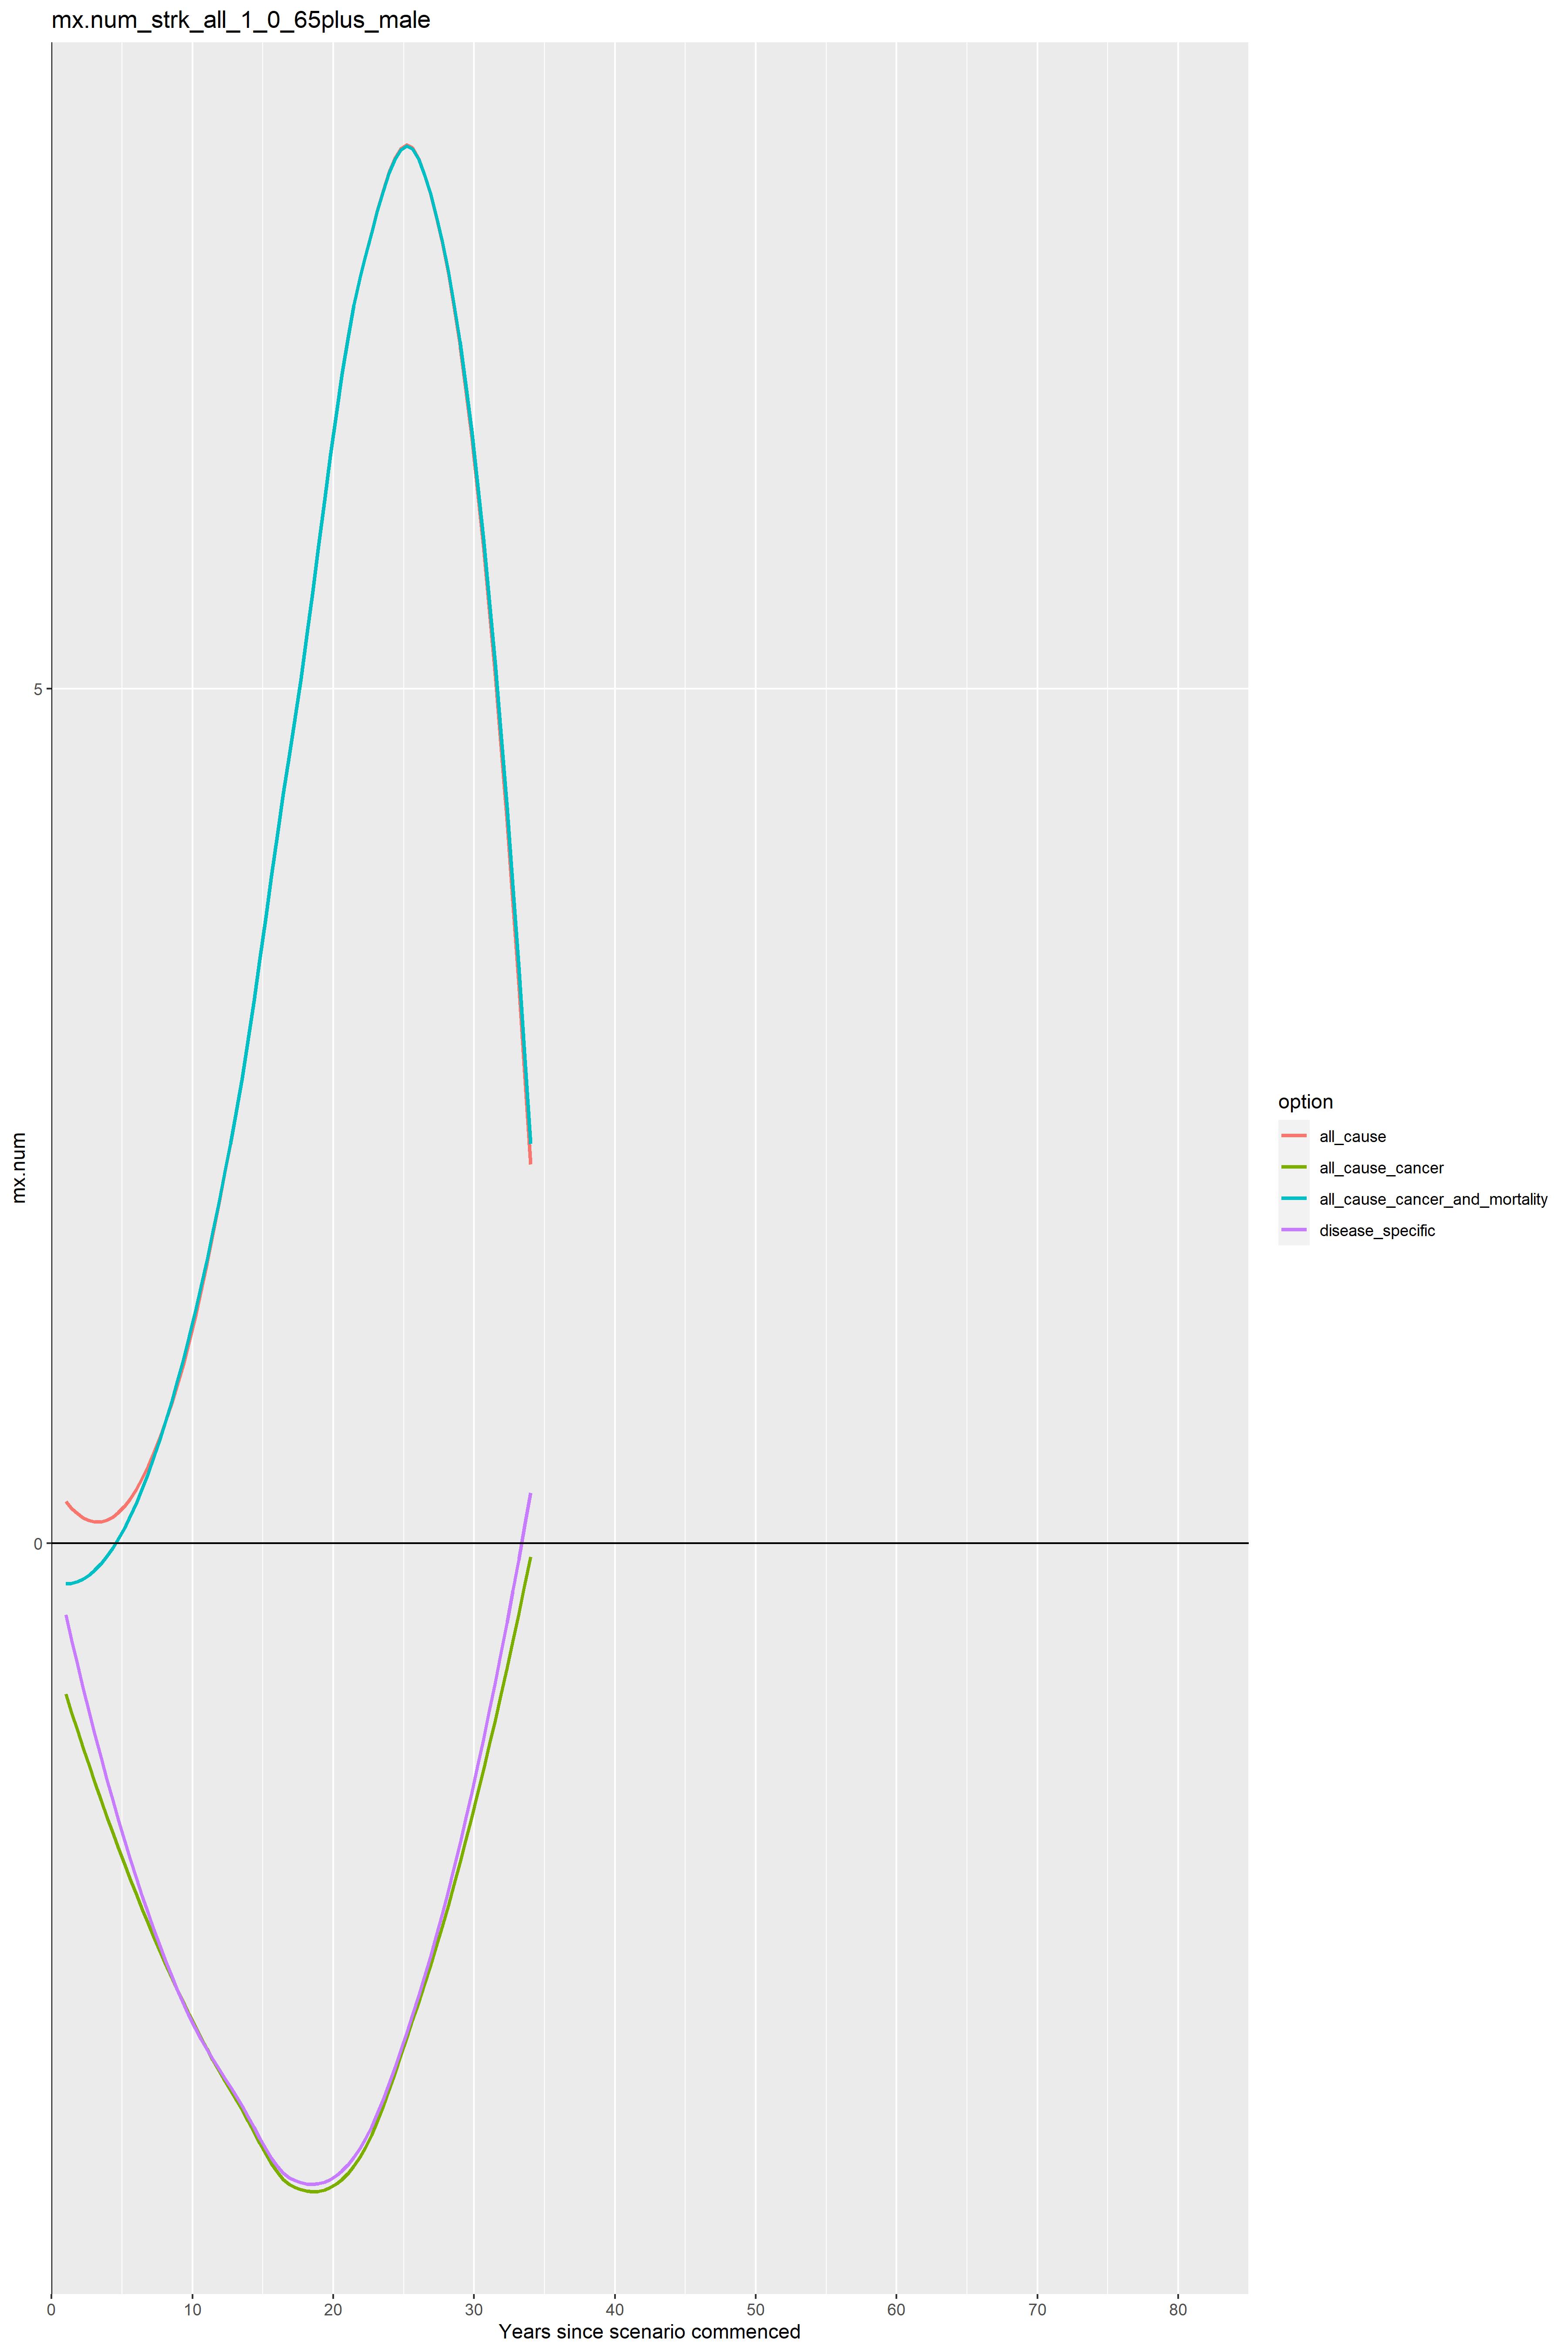 mx.num_strk_all_1_0_65plus_male
mx.num
5
0
0 10 20 30 40 50 60 70 80
Years since scenario commenced
option
all_cause
all_cause_cancer
all_cause_cancer_and_mortality
disease_specific